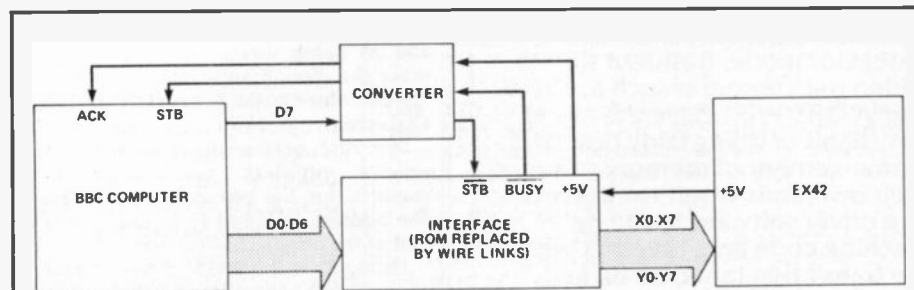 CONVERTER
ACK STB
D7
STB BUSY +5V
+5V
EX42
BBC COMPUTER
INTERFACE
(ROM REPLACED
BY WIRE LINKS)
D0-D6
X0-X7
Y0-Y7